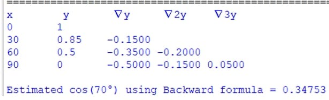 x y ∇y ∇2y ∇3y
0 1
30 0.85 -0.1500
60 0.5 -0.3500 -0.2000
90 0 -0.5000 -0.1500 0.0500
Estimated cos(70°) using Backward formula = 0.34753